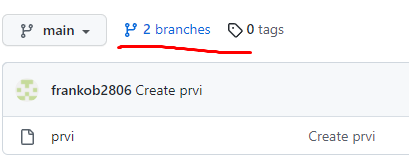 main 2 branches 0 tags
frankob2806 Create prvi
prvi Create prvi